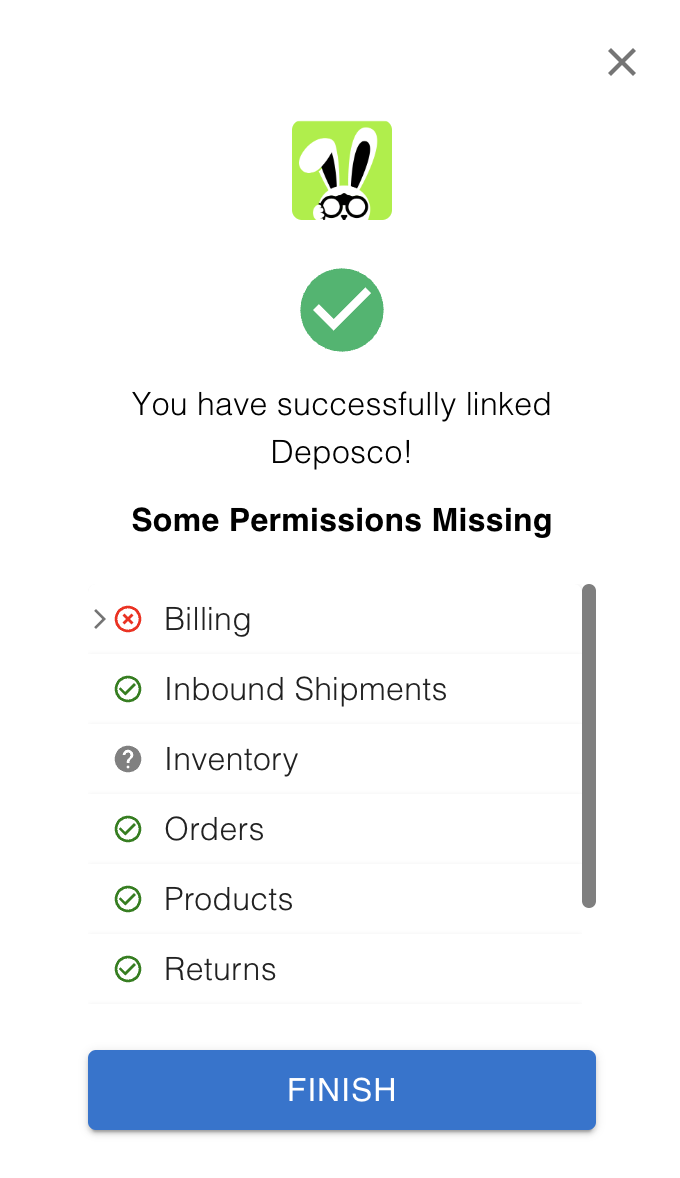 You have successfully linked
Deposco!
Some Permissions Missing
Billing
Inbound Shipments
Inventory
Orders
Products
Returns
FINISH